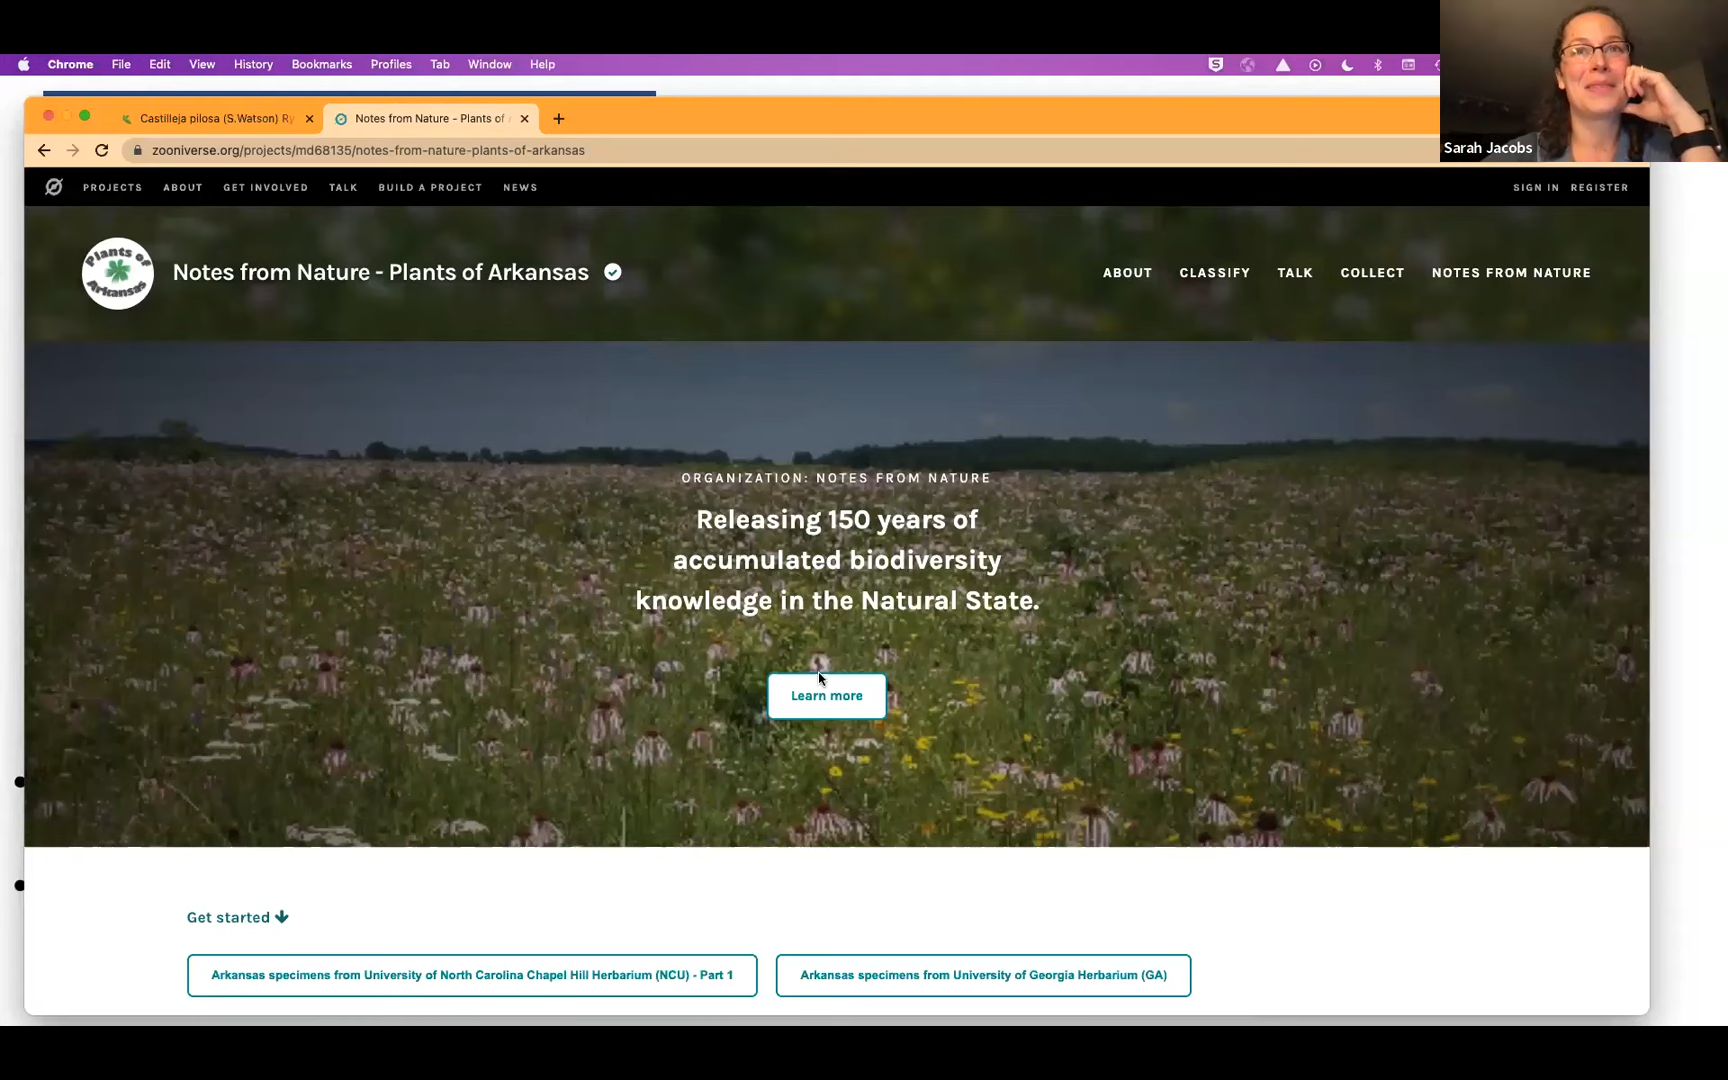 Chrome File Edit View History Bookmarks Profiles Tab Window Help
Sarah Jacobs
Castilleja pilosa (S.Watson) Ry
Notes from Nature - Plants of
zooniverse.org/projects/md68135/notes-from-nature-plants-of-arkansas
PROJECTS ABOUT GET INVOLVED TALK BUILD A PROJECT NEWS SIGN IN REGISTER
Plants of Arkansas
Notes from Nature - Plants of Arkansas
ABOUT CLASSIFY TALK COLLECT NOTES FROM NATURE
ORGANIZATION: NOTES FROM NATURE
Releasing 150 years of
accumulated biodiversity
knowledge in the Natural State.
Learn more
Get started
Arkansas specimens from University of North Carolina Chapel Hill Herbarium (NCU) - Part 1
Arkansas specimens from University of Georgia Herbarium (GA)